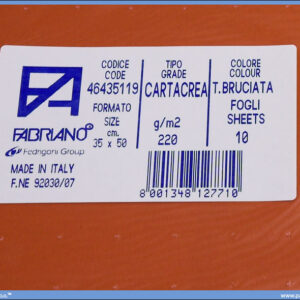 CODICE
CODE
46435119
FORMATO
SIZE
cm.
35 x 50
TIPO
GRADE
CARTACREA
g/m2
220
COLORE
COLOUR
T.BRUCIATA
FOGLI
SHEETS
10
FABRIANO
Fedrigoni Group
MADE IN ITALY
F.NE 92030/07
8 001348 127710